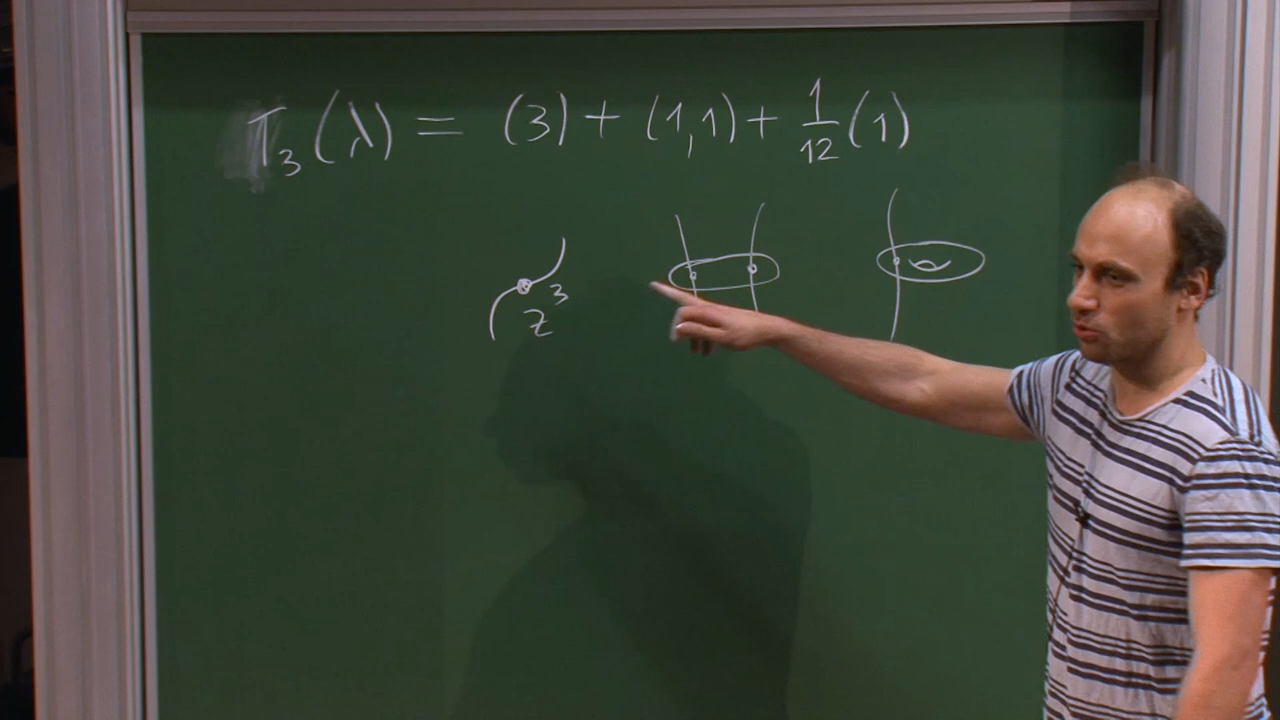 T₃(λ) = (3) + (1,1) + 1/12 (1)
z³